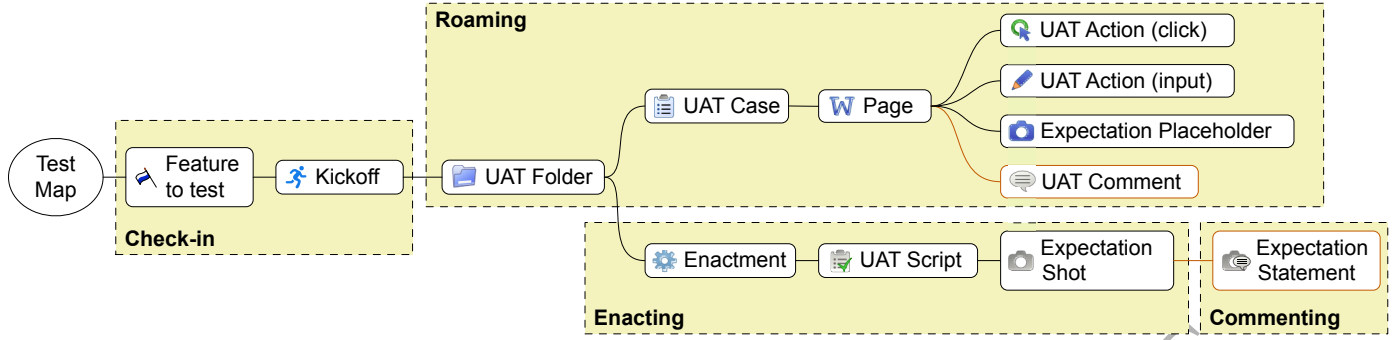 Roaming
UAT Action (click)
UAT Action (input)
UAT Case
Page
Expectation Placeholder
UAT Comment
Test
Map
Feature
to test
Kickoff
UAT Folder
Check-in
Enactment
UAT Script
Expectation
Shot
Expectation
Statement
Enacting
Commenting